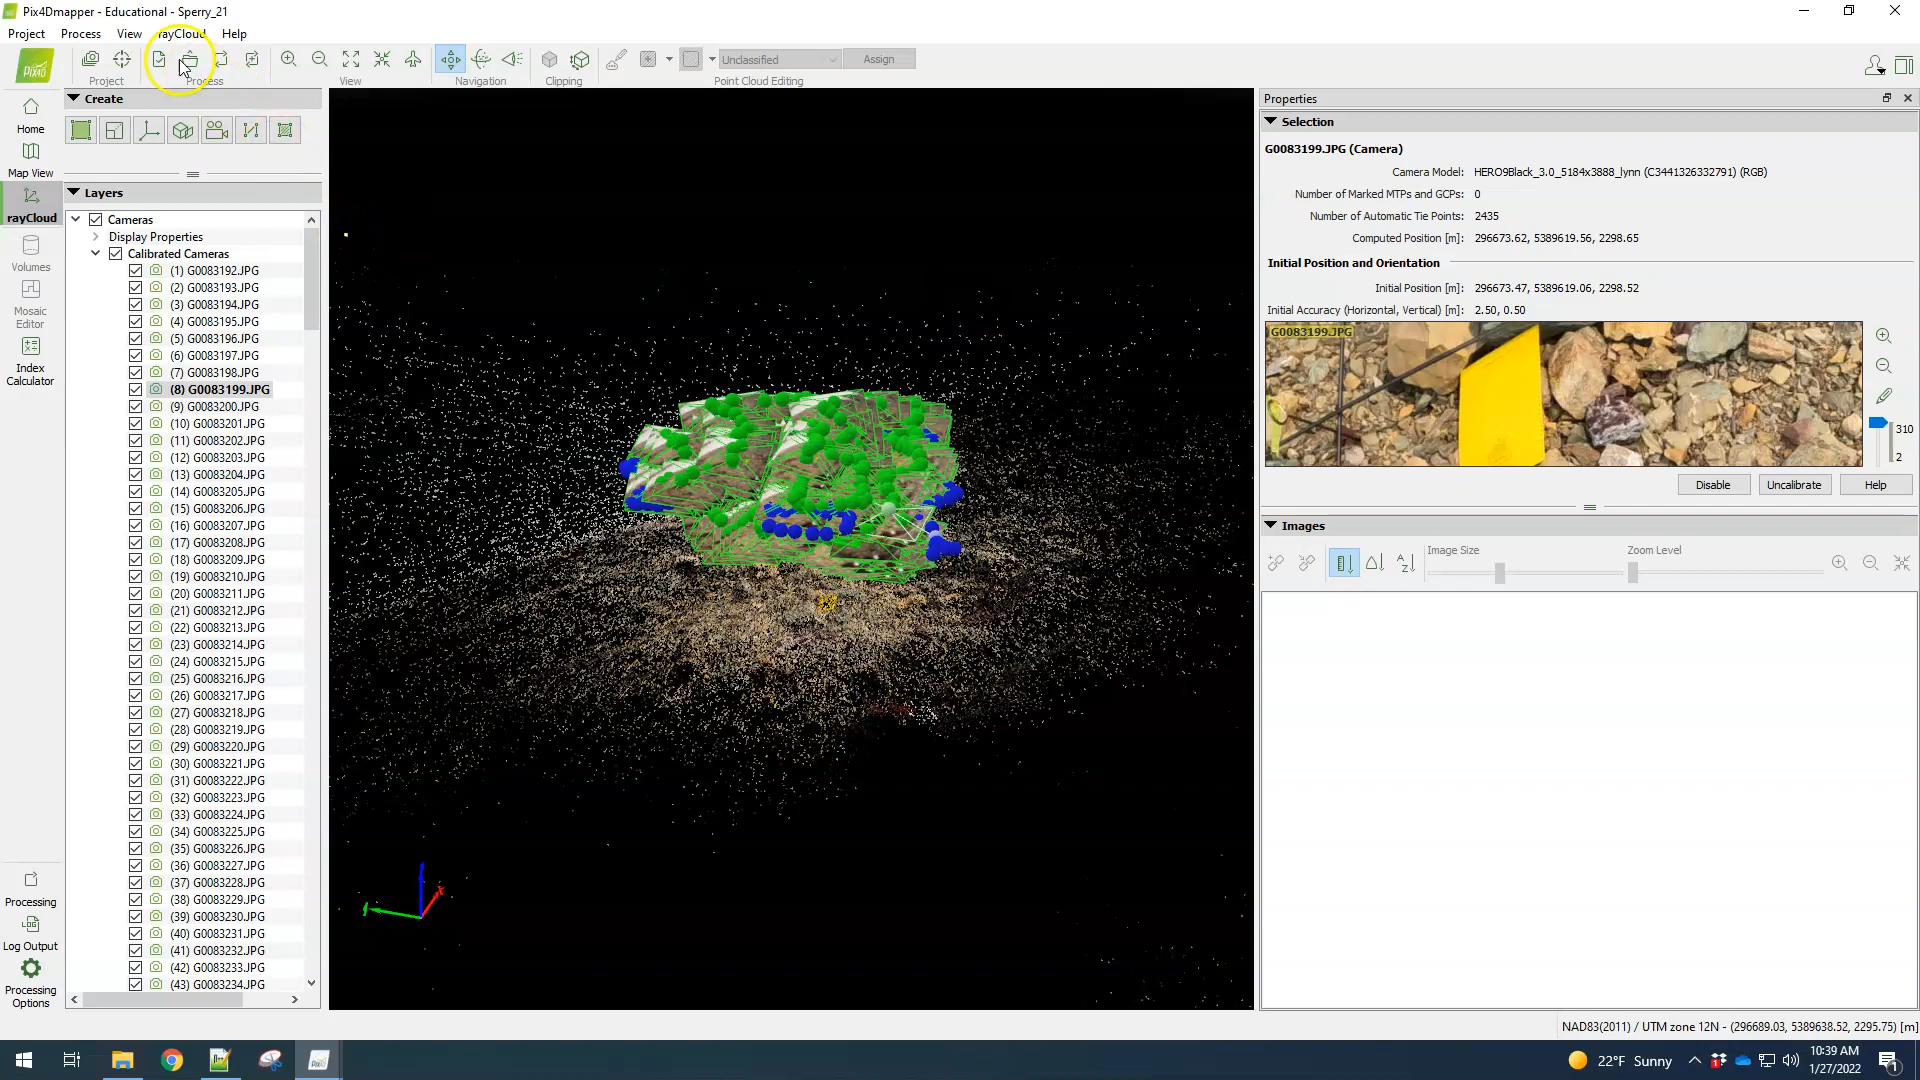 Pix4Dmapper - Educational - Sperry_21
Project Process View rayCloud Help
PIX4D
Project Process View Navigation Clipping Point Cloud Editing
Unclassified Assign
Home
Map View
rayCloud
Volumes
Mosaic
Editor
Index
Calculator
Processing
Log Output
Processing
Options
Create
Layers
Cameras
Display Properties
Calibrated Cameras
(1) G0083192.JPG
(2) G0083193.JPG
(3) G0083194.JPG
(4) G0083195.JPG
(5) G0083196.JPG
(6) G0083197.JPG
(7) G0083198.JPG
(8) G0083199.JPG
(9) G0083200.JPG
(10) G0083201.JPG
(11) G0083202.JPG
(12) G0083203.JPG
(13) G0083204.JPG
(14) G0083205.JPG
(15) G0083206.JPG
(16) G0083207.JPG
(17) G0083208.JPG
(18) G0083209.JPG
(19) G0083210.JPG
(20) G0083211.JPG
(21) G0083212.JPG
(22) G0083213.JPG
(23) G0083214.JPG
(24) G0083215.JPG
(25) G0083216.JPG
(26) G0083217.JPG
(27) G0083218.JPG
(28) G0083219.JPG
(29) G0083220.JPG
(30) G0083221.JPG
(31) G0083222.JPG
(32) G0083223.JPG
(33) G0083224.JPG
(34) G0083225.JPG
(35) G0083226.JPG
(36) G0083227.JPG
(37) G0083228.JPG
(38) G0083229.JPG
(39) G0083230.JPG
(40) G0083231.JPG
(41) G0083232.JPG
(42) G0083233.JPG
(43) G0083234.JPG
Properties
Selection
G0083199.JPG (Camera)
Camera Model: HERO9Black_3.0_5184x3888_lynn (C3441326332791) (RGB)
Number of Marked MTPs and GCPs: 0
Number of Automatic Tie Points: 2435
Computed Position [m]: 296673.62, 5389619.56, 2298.65
Initial Position and Orientation
Initial Position [m]: 296673.47, 5389619.06, 2298.52
Initial Accuracy (Horizontal, Vertical) [m]: 2.50, 0.50
G0083199.JPG
310
2
Disable Uncalibrate Help
Images
Image Size Zoom Level
NAD83(2011) / UTM zone 12N - (296689.03, 5389638.52, 2295.75) [m]
22°F Sunny
10:39 AM
1/27/2022
1